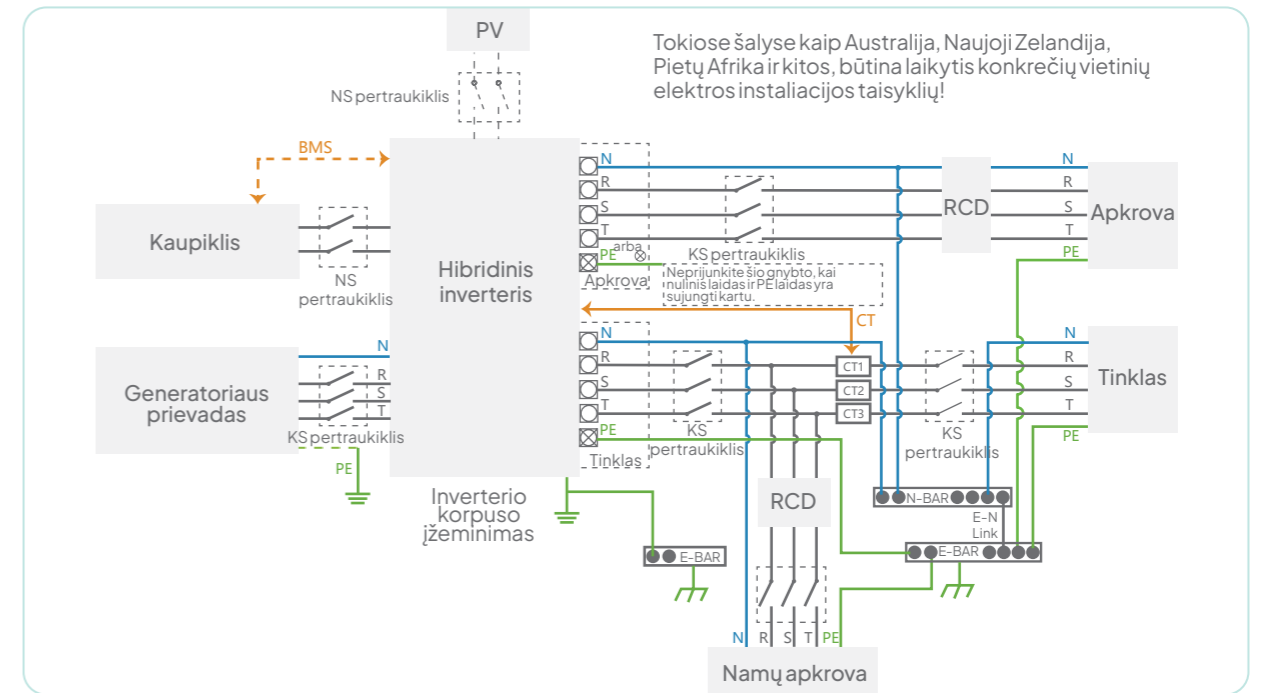 PV
Tokiose šalyse kaip Australija, Naujoji Zelandija,
Pietų Afrika ir kitos, būtina laikytis konkrečių vietinių
elektros instaliacijos taisyklių!
NS pertraukiklis
BMS
N
R
S
T
PE
arba
Apkrova
KS pertraukiklis
Neprijunkite šio gnybto, kai
nulinis laidas ir PE laidas yra
sujungti kartu.
RCD
N
R
S
T
PE
Apkrova
Kaupiklis
NS
pertraukiklis
Hibridinis
inverteris
CT
N
R
S
T
PE
Tinklas
KS
pertraukiklis
CT1
CT2
CT3
KS
pertraukiklis
N
R
S
T
PE
Tinklas
Generatoriaus
prievadas
N
R
S
T
KS pertraukiklis
PE
Inverterio
korpuso
įžeminimas
E-BAR
RCD
N-BAR
E-N
Link
E-BAR
N
R
S
T
PE
Namų apkrova